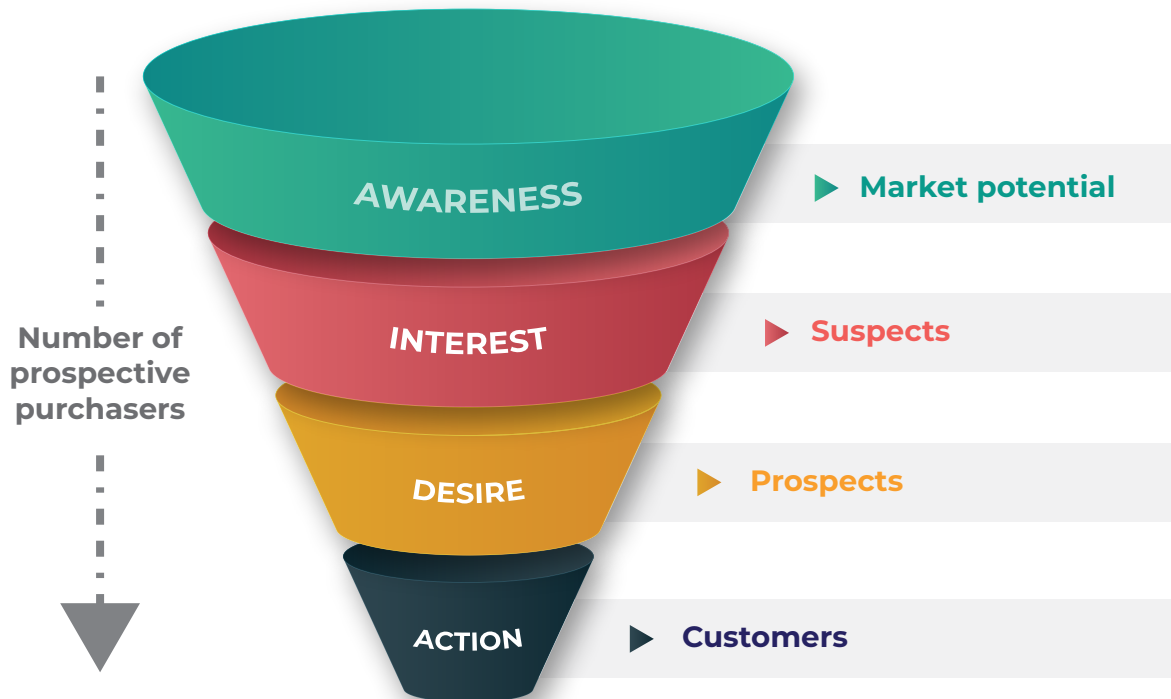 AWARENESS
Market potential
INTEREST
Suspects
Number of
prospective
purchasers
DESIRE
Prospects
ACTION
Customers